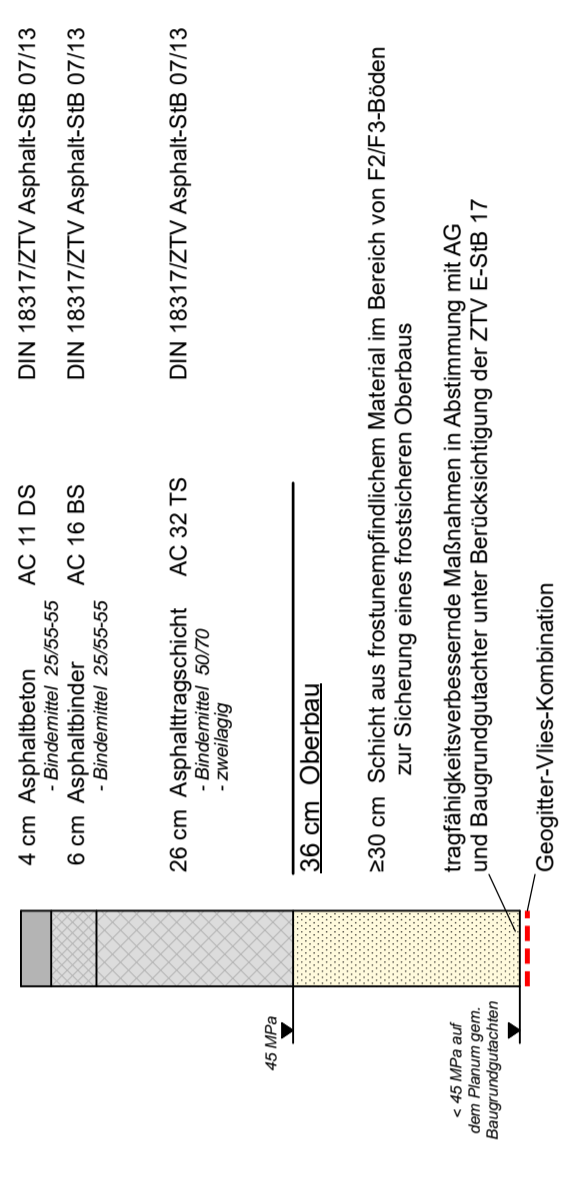 4 cm Asphaltbeton AC 11 DS DIN 18317/ZTV Asphalt-StB 07/13
- Bindemittel 25/55-55
6 cm Asphaltbinder AC 16 BS DIN 18317/ZTV Asphalt-StB 07/13
- Bindemittel 25/55-55
26 cm Asphalttragschicht AC 32 TS DIN 18317/ZTV Asphalt-StB 07/13
- Bindemittel 50/70
- zweilagig
45 MPa
36 cm Oberbau
≥30 cm Schicht aus frostunempfindlichem Material im Bereich von F2/F3-Böden
zur Sicherung eines frostsicheren Oberbaus
tragfähigkeitsverbessernde Maßnahmen in Abstimmung mit AG
und Baugrundgutachter unter Berücksichtigung der ZTV E-StB 17
< 45 MPa auf
dem Planum gem.
Baugrundgutachten
Geogitter-Vlies-Kombination